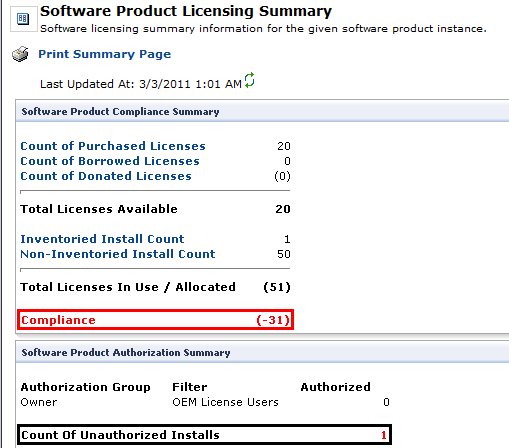 Software Product Licensing Summary
Software licensing summary information for the given software product instance.
Print Summary Page
Last Updated At: 3/3/2011 1:01 AM
Software Product Compliance Summary
Count of Purchased Licenses 20
Count of Borrowed Licenses 0
Count of Donated Licenses (0)
Total Licenses Available 20
Inventoried Install Count 1
Non-Inventoried Install Count 50
Total Licenses In Use / Allocated (51)
Compliance (-31)
Software Product Authorization Summary
Authorization Group Filter Authorized
Owner OEM License Users 0
Count Of Unauthorized Installs 1